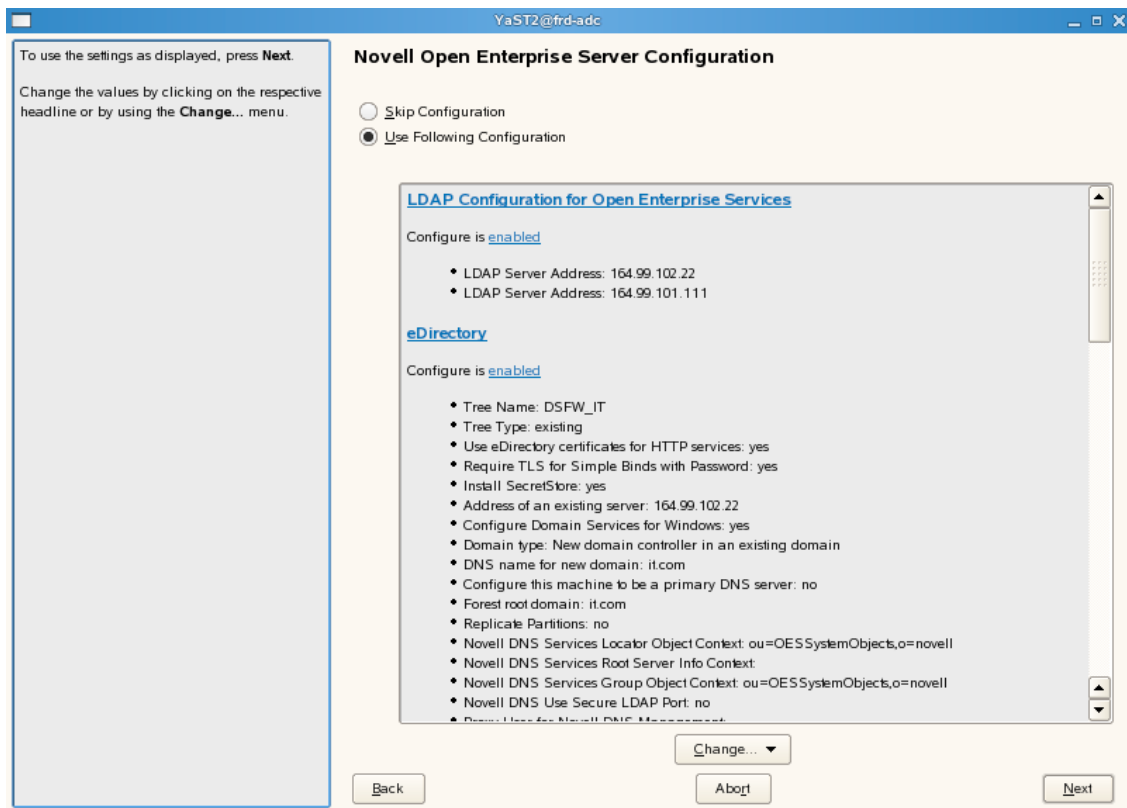 YaST2@frd-adc
To use the settings as displayed, press Next.
Change the values by clicking on the respective
headline or by using the Change... menu.
Novell Open Enterprise Server Configuration
Skip Configuration
Use Following Configuration
LDAP Configuration for Open Enterprise Services
Configure is enabled
• LDAP Server Address: 164.99.102.22
• LDAP Server Address: 164.99.101.111
eDirectory
Configure is enabled
• Tree Name: DSFW_IT
• Tree Type: existing
• Use eDirectory certificates for HTTP services: yes
• Require TLS for Simple Binds with Password: yes
• Install SecretStore: yes
• Address of an existing server: 164.99.102.22
• Configure Domain Services for Windows: yes
• Domain type: New domain controller in an existing domain
• DNS name for new domain: it.com
• Configure this machine to be a primary DNS server: no
• Forest root domain: it.com
• Replicate Partitions: no
• Novell DNS Services Locator Object Context: ou=OESSystemObjects,o=novell
• Novell DNS Services Root Server Info Context:
• Novell DNS Services Group Object Context: ou=OESSystemObjects,o=novell
• Novell DNS Use Secure LDAP Port: no
• Proxy User for Novell DNS Management:
Change...
Back
Abort
Next